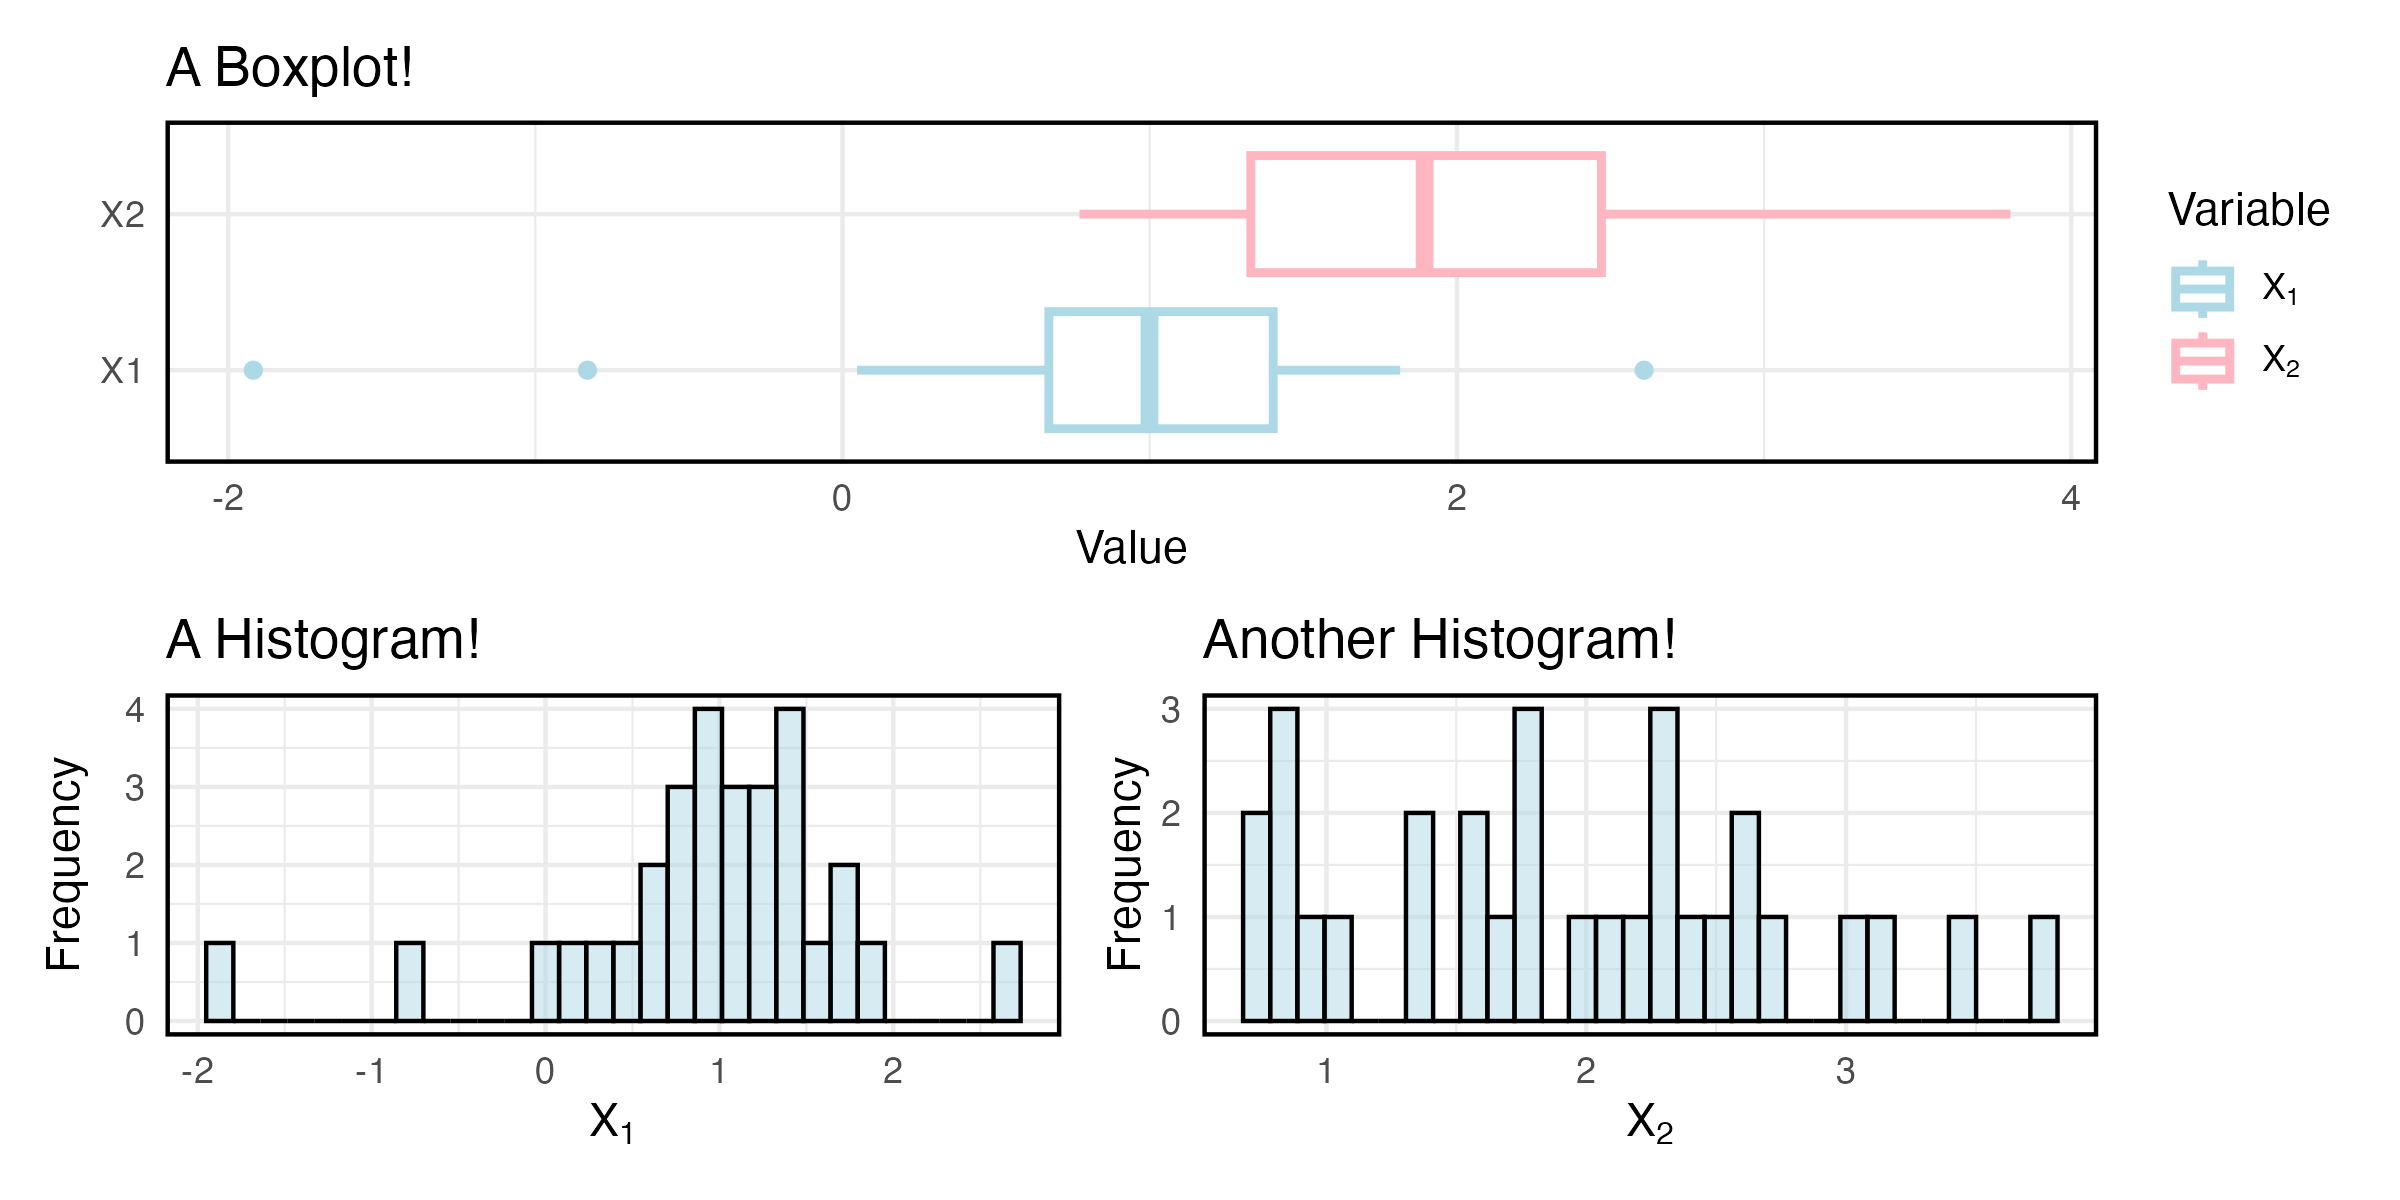 A Boxplot!
X2
X1
-2 0 2 4
Value
Variable
X₁
X₂
A Histogram!
4
3
2
1
0
Frequency
-2 -1 0 1 2
X₁
Another Histogram!
3
2
1
0
Frequency
1 2 3
X₂